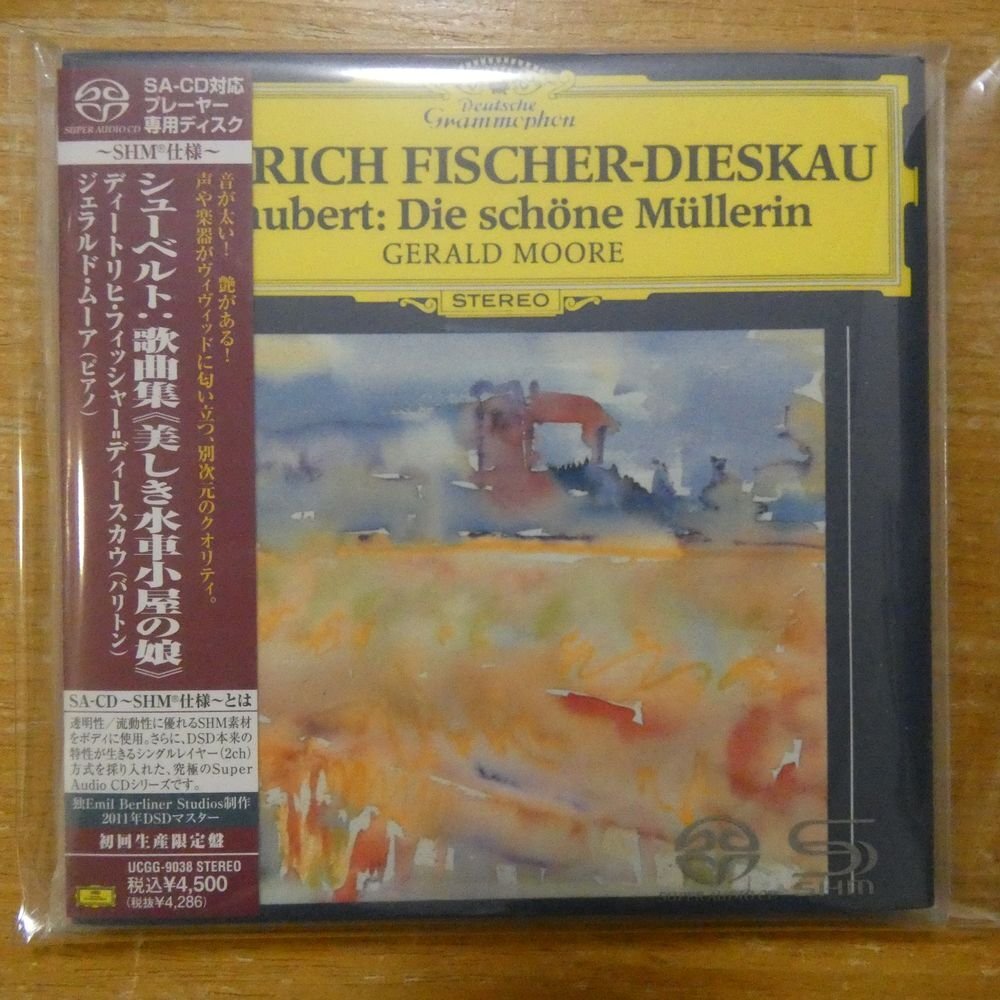 SA-CD対応
プレーヤー
専用ディスク
SUPER AUDIO CD
～SHM®仕様～
音が太い! 艶がある!
声や楽器がヴィヴィッドに匂い立つ、別次元のクオリティ。
シューベルト:歌曲集《美しき水車小屋の娘》
ディートリヒ・フィッシャー=ディースカウ(バリトン)
ジェラルド・ムーア(ピアノ)
SA-CD～SHM®仕様～とは
透明性/流動性に優れるSHM素材
をボディに使用。さらに、DSD本来の
特性が生きるシングルレイヤー(2ch)
方式を採り入れた、究極のSuper
Audio CDシリーズです。
独Emil Berliner Studios制作
2011年DSDマスター
初回生産限定盤
UCGG-9038 STEREO
税込¥4,500
(税抜¥4,286)
Deutsche
Grammophon
RICH FISCHER-DIESKAU
ubert: Die schöne Müllerin
GERALD MOORE
STEREO
SUPER AUDIO CD
SHM